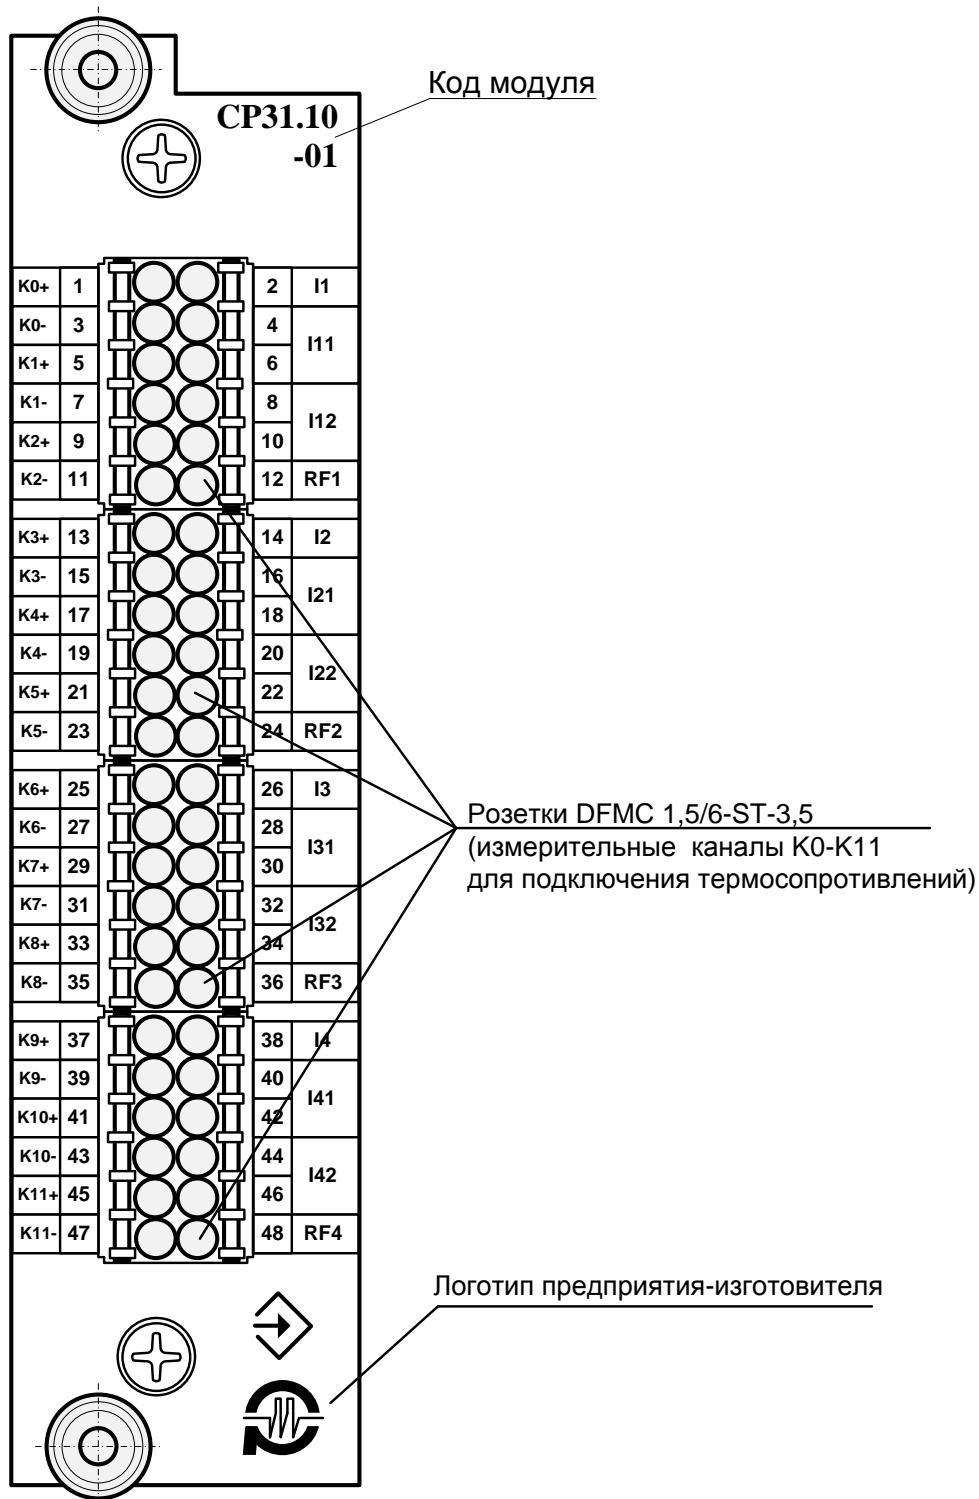 Код модуля
CP31.10
-01
K0+ 1 2 I1
K0- 3 4 I11
K1+ 5 6
K1- 7 8 I12
K2+ 9 10
K2- 11 12 RF1
K3+ 13 14 I2
K3- 15 16 I21
K4+ 17 18
K4- 19 20 I22
K5+ 21 22
K5- 23 24 RF2
K6+ 25 26 I3
K6- 27 28 I31
K7+ 29 30
K7- 31 32 I32
K8+ 33 34
K8- 35 36 RF3
K9+ 37 38 I4
K9- 39 40 I41
K10+ 41 42
K10- 43 44 I42
K11+ 45 46
K11- 47 48 RF4
Розетки DFMC 1,5/6-ST-3,5
(измерительные каналы K0-K11
для подключения термосопротивлений)
Логотип предприятия-изготовителя